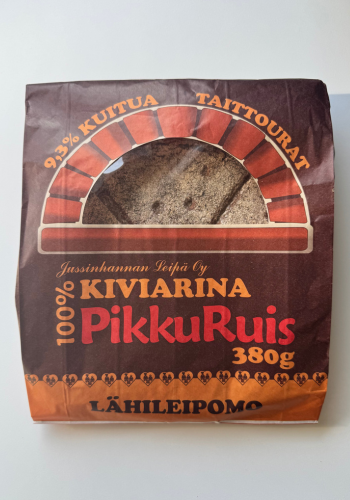 9,3% KUITUA TAITTOURAT
Jussinhannan Leipä Oy
100% KIVIARINA
PikkuRuis
380g
LÄHILEIPOMO